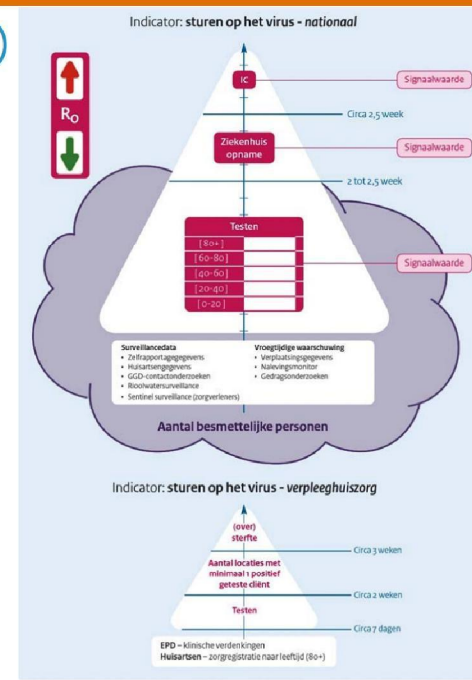 Indicator: sturen op het virus - nationaal
R0
IC
Signaalwaarde
Circa 2,5 week
Ziekenhuis
opname
Signaalwaarde
2 tot 2,5 week
Testen
[80+]
[60-80]
[40-60]
[20-40]
[0-20]
Signaalwaarde
Surveillancedata
• Zelfrapportagegegevens
• Huisartsengegevens
• GGD-contactonderzoeken
• Rioolwatersurveillance
• Sentinel surveillance (zorgverleners)
Vroegtijdige waarschuwing
• Verplaatsingsgegevens
• Nalevingsmonitor
• Gedragsonderzoeken
Aantal besmettelijke personen
Indicator: sturen op het virus - verpleeghuiszorg
(over)
sterfte
Circa 3 weken
Aantal locaties met
minimaal 1 positief
geteste cliënt
Circa 2 weken
Testen
Circa 7 dagen
EPD – klinische verdenkingen
Huisartsen – zorgregistratie naar leeftijd (80+)